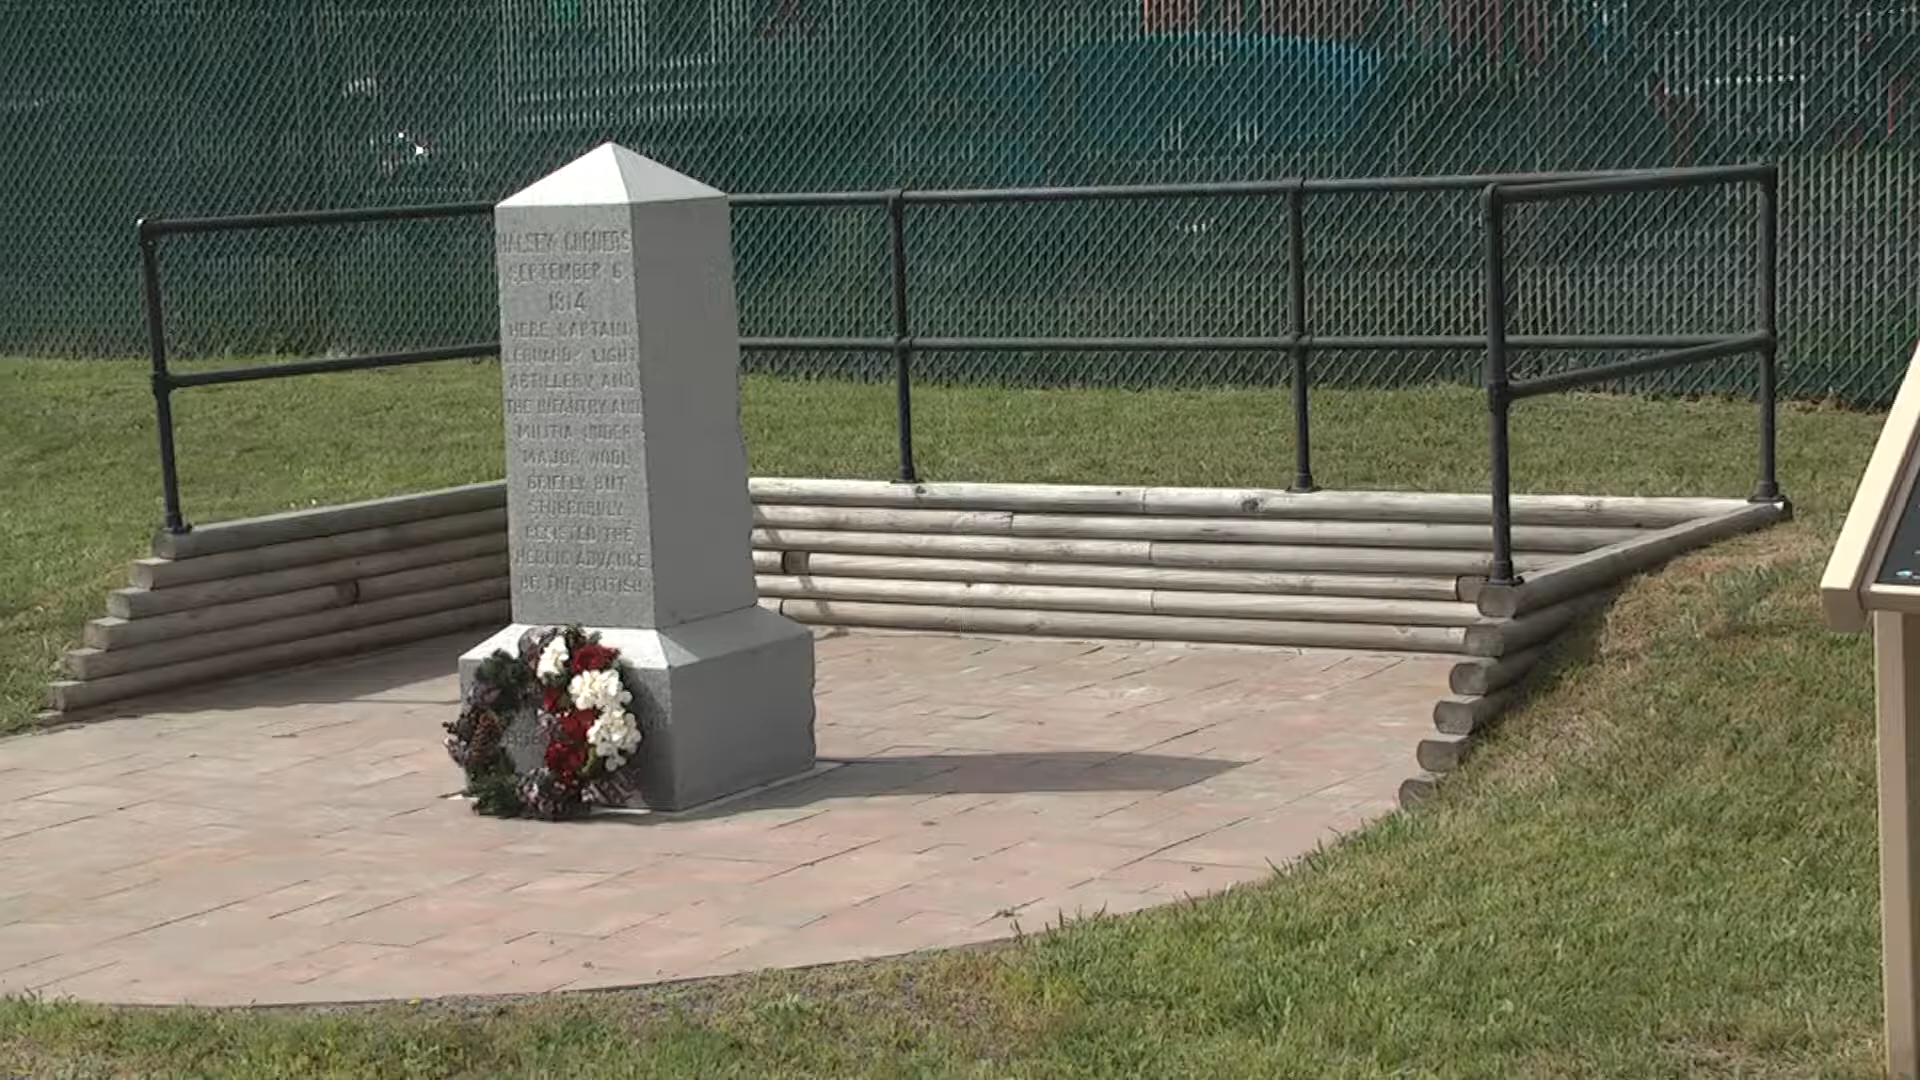 HALSEY CORNERS
SEPTEMBER 6
1814
HERE CAPTAIN
LEONARDS LIGHT
ARTILLERY AND
THE INFANTRY AND
MILITIA UNDER
MAJOR WOOL
BRIEFLY BUT
STUBBORNLY
RESISTED THE
HEROIC ADVANCE
OF THE BRITISH